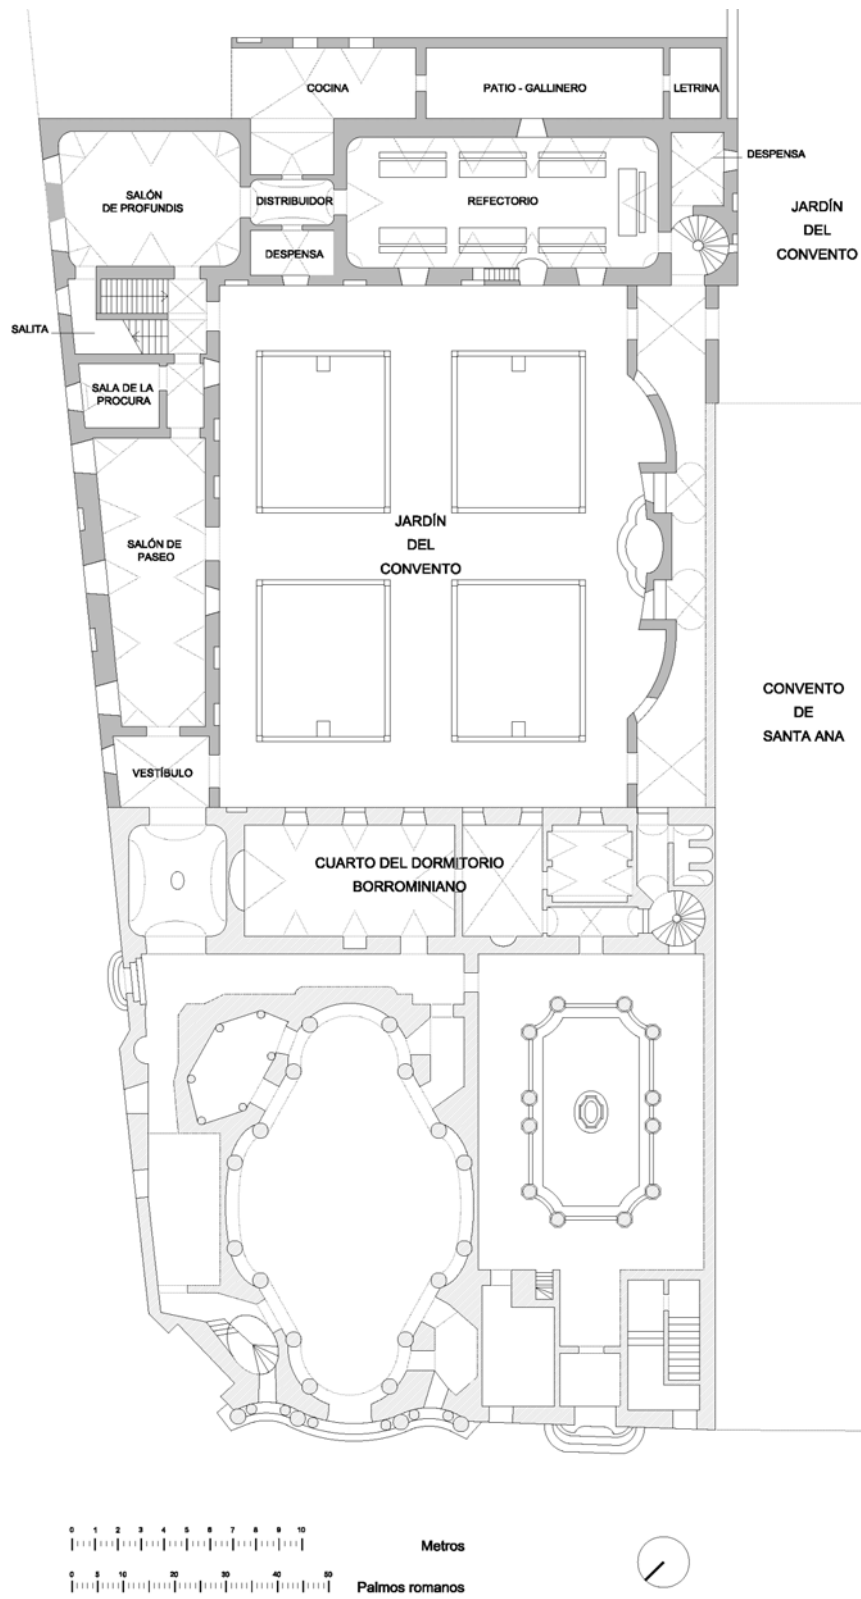 COCINA
PATIO - GALLINERO
LETRINA
DESPENSA
SALÓN
DE PROFUNDIS
DISTRIBUIDOR
REFECTORIO
JARDÍN
DEL
CONVENTO
DESPENSA
SALITA
SALA DE LA
PROCURA
JARDÍN
DEL
CONVENTO
SALÓN DE
PASEO
CONVENTO
DE
SANTA ANA
VESTÍBULO
CUARTO DEL DORMITORIO
BORROMINIANO
0 1 2 3 4 5 6 7 8 9 10
Metros
0 5 10 20 30 40 50
Palmos romanos